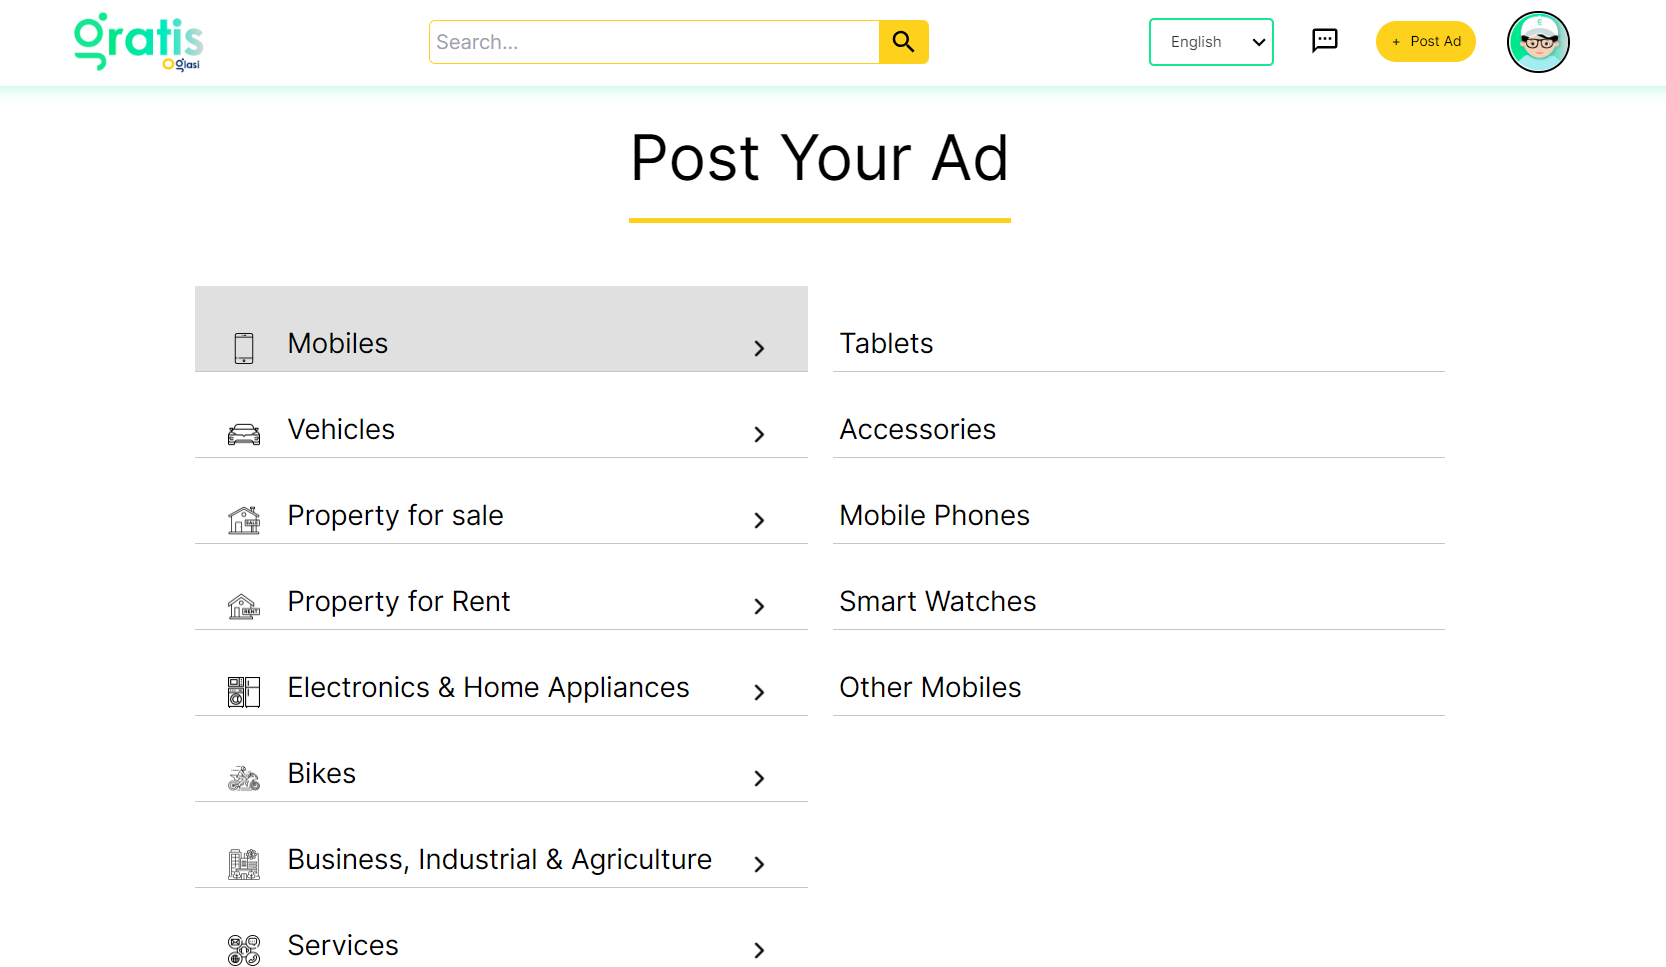 gratis
Oglasi
Search...
English
+ Post Ad
Post Your Ad
Mobiles
Vehicles
Property for sale
Property for Rent
Electronics & Home Appliances
Bikes
Business, Industrial & Agriculture
Services
Tablets
Accessories
Mobile Phones
Smart Watches
Other Mobiles